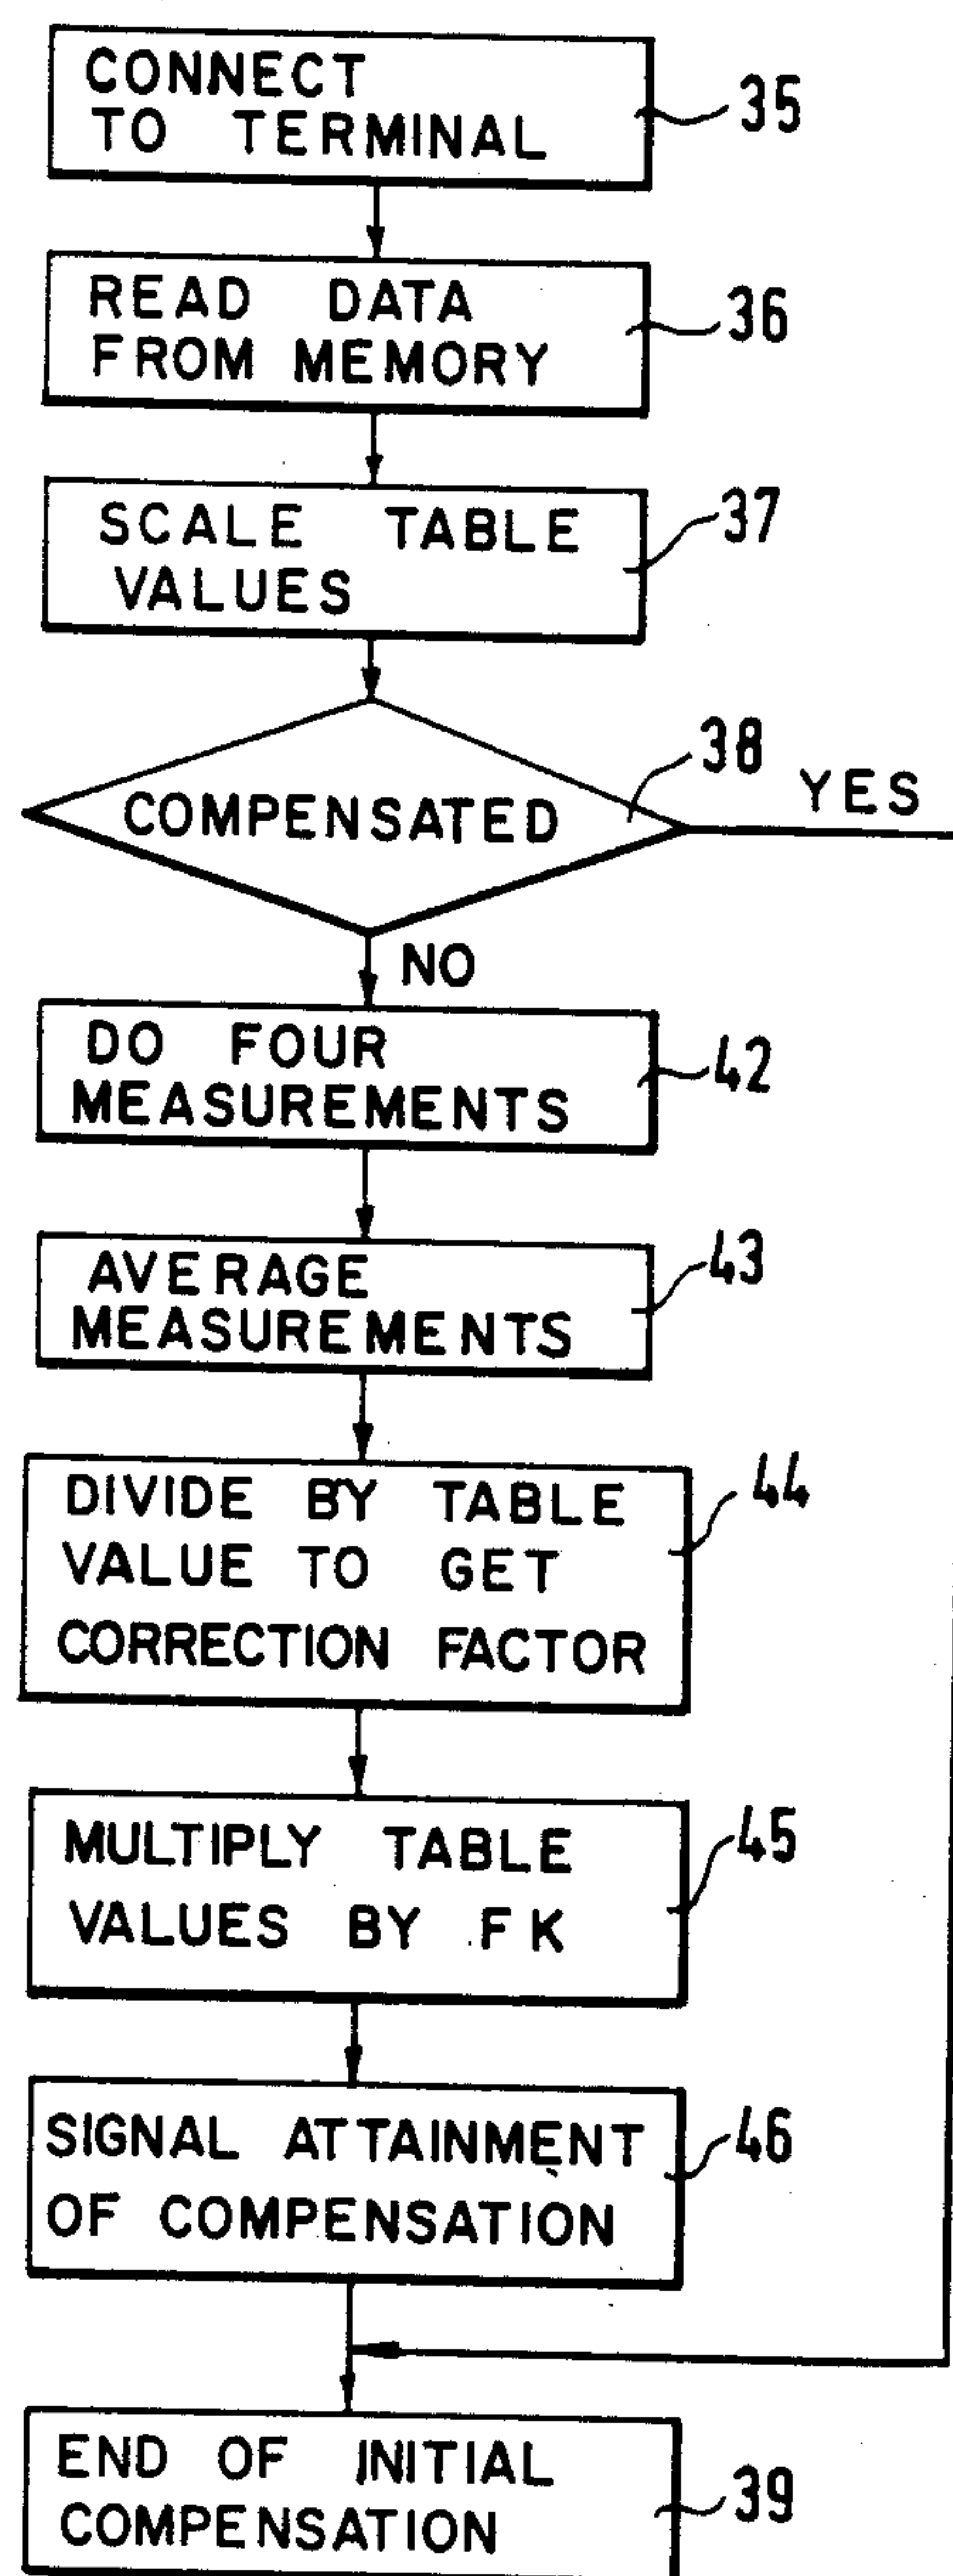 CONNECT
TO TERMINAL
35
READ DATA
FROM MEMORY
36
SCALE TABLE
VALUES
37
COMPENSATED
38
YES
NO
DO FOUR
MEASUREMENTS
42
AVERAGE
MEASUREMENTS
43
DIVIDE BY TABLE
VALUE TO GET
CORRECTION FACTOR
44
MULTIPLY TABLE
VALUES BY FK
45
SIGNAL ATTAINMENT
OF COMPENSATION
46
END OF INITIAL
COMPENSATION
39